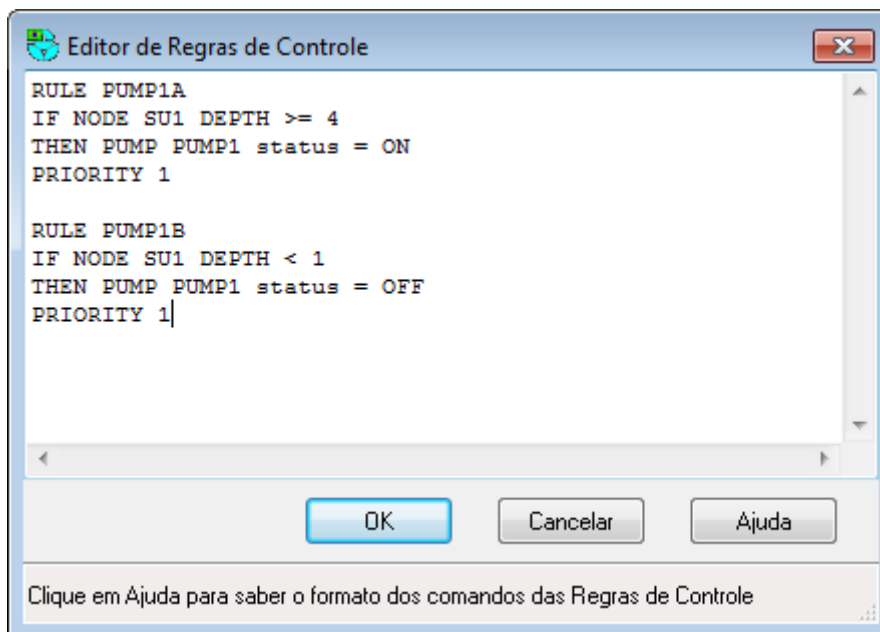 Editor de Regras de Controle
RULE PUMP1A
IF NODE SU1 DEPTH >= 4
THEN PUMP PUMP1 status = ON
PRIORITY 1
RULE PUMP1B
IF NODE SU1 DEPTH < 1
THEN PUMP PUMP1 status = OFF
PRIORITY 1
OK Cancelar Ajuda
Clique em Ajuda para saber o formato dos comandos das Regras de Controle